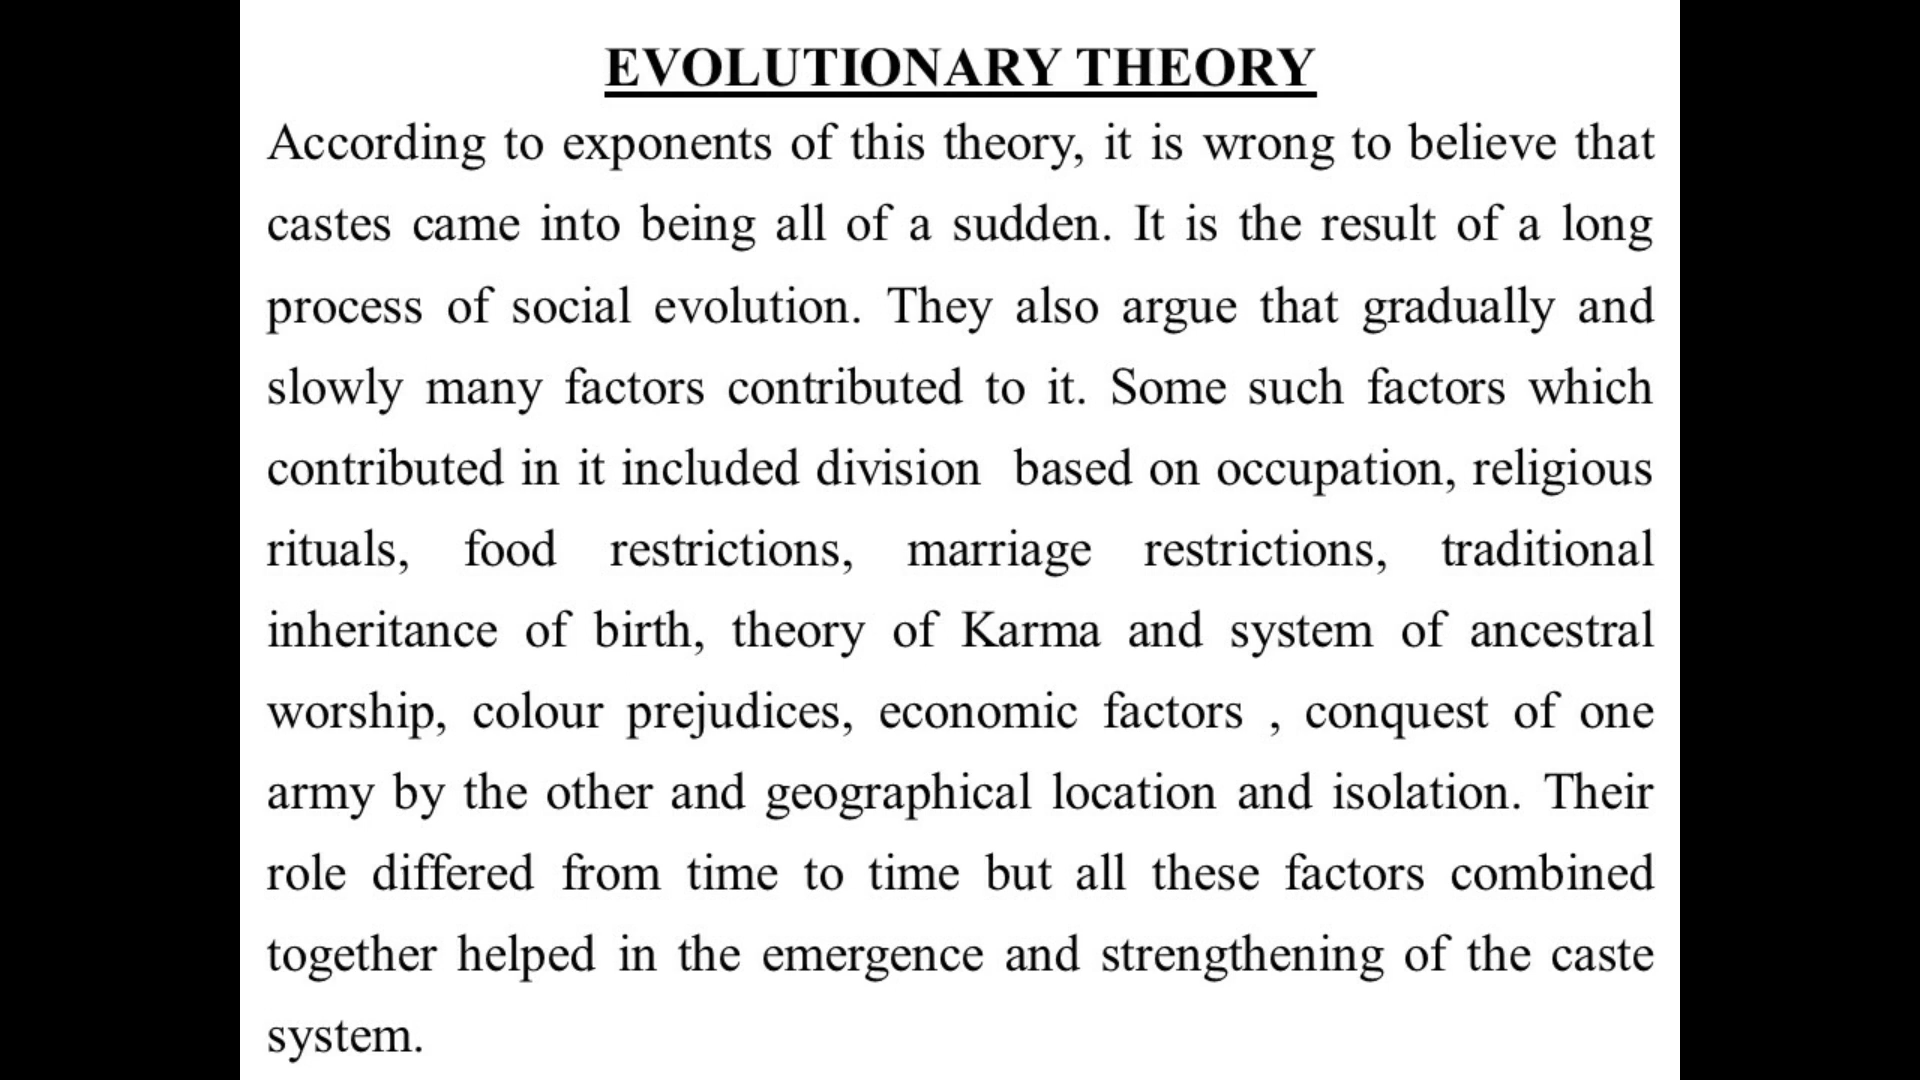 EVOLUTIONARY THEORY
According to exponents of this theory, it is wrong to believe that
castes came into being all of a sudden. It is the result of a long
process of social evolution. They also argue that gradually and
slowly many factors contributed to it. Some such factors which
contributed in it included division  based on occupation, religious
rituals, food restrictions, marriage restrictions, traditional
inheritance of birth, theory of Karma and system of ancestral
worship, colour prejudices, economic factors , conquest of one
army by the other and geographical location and isolation. Their
role differed from time to time but all these factors combined
together helped in the emergence and strengthening of the caste
system.